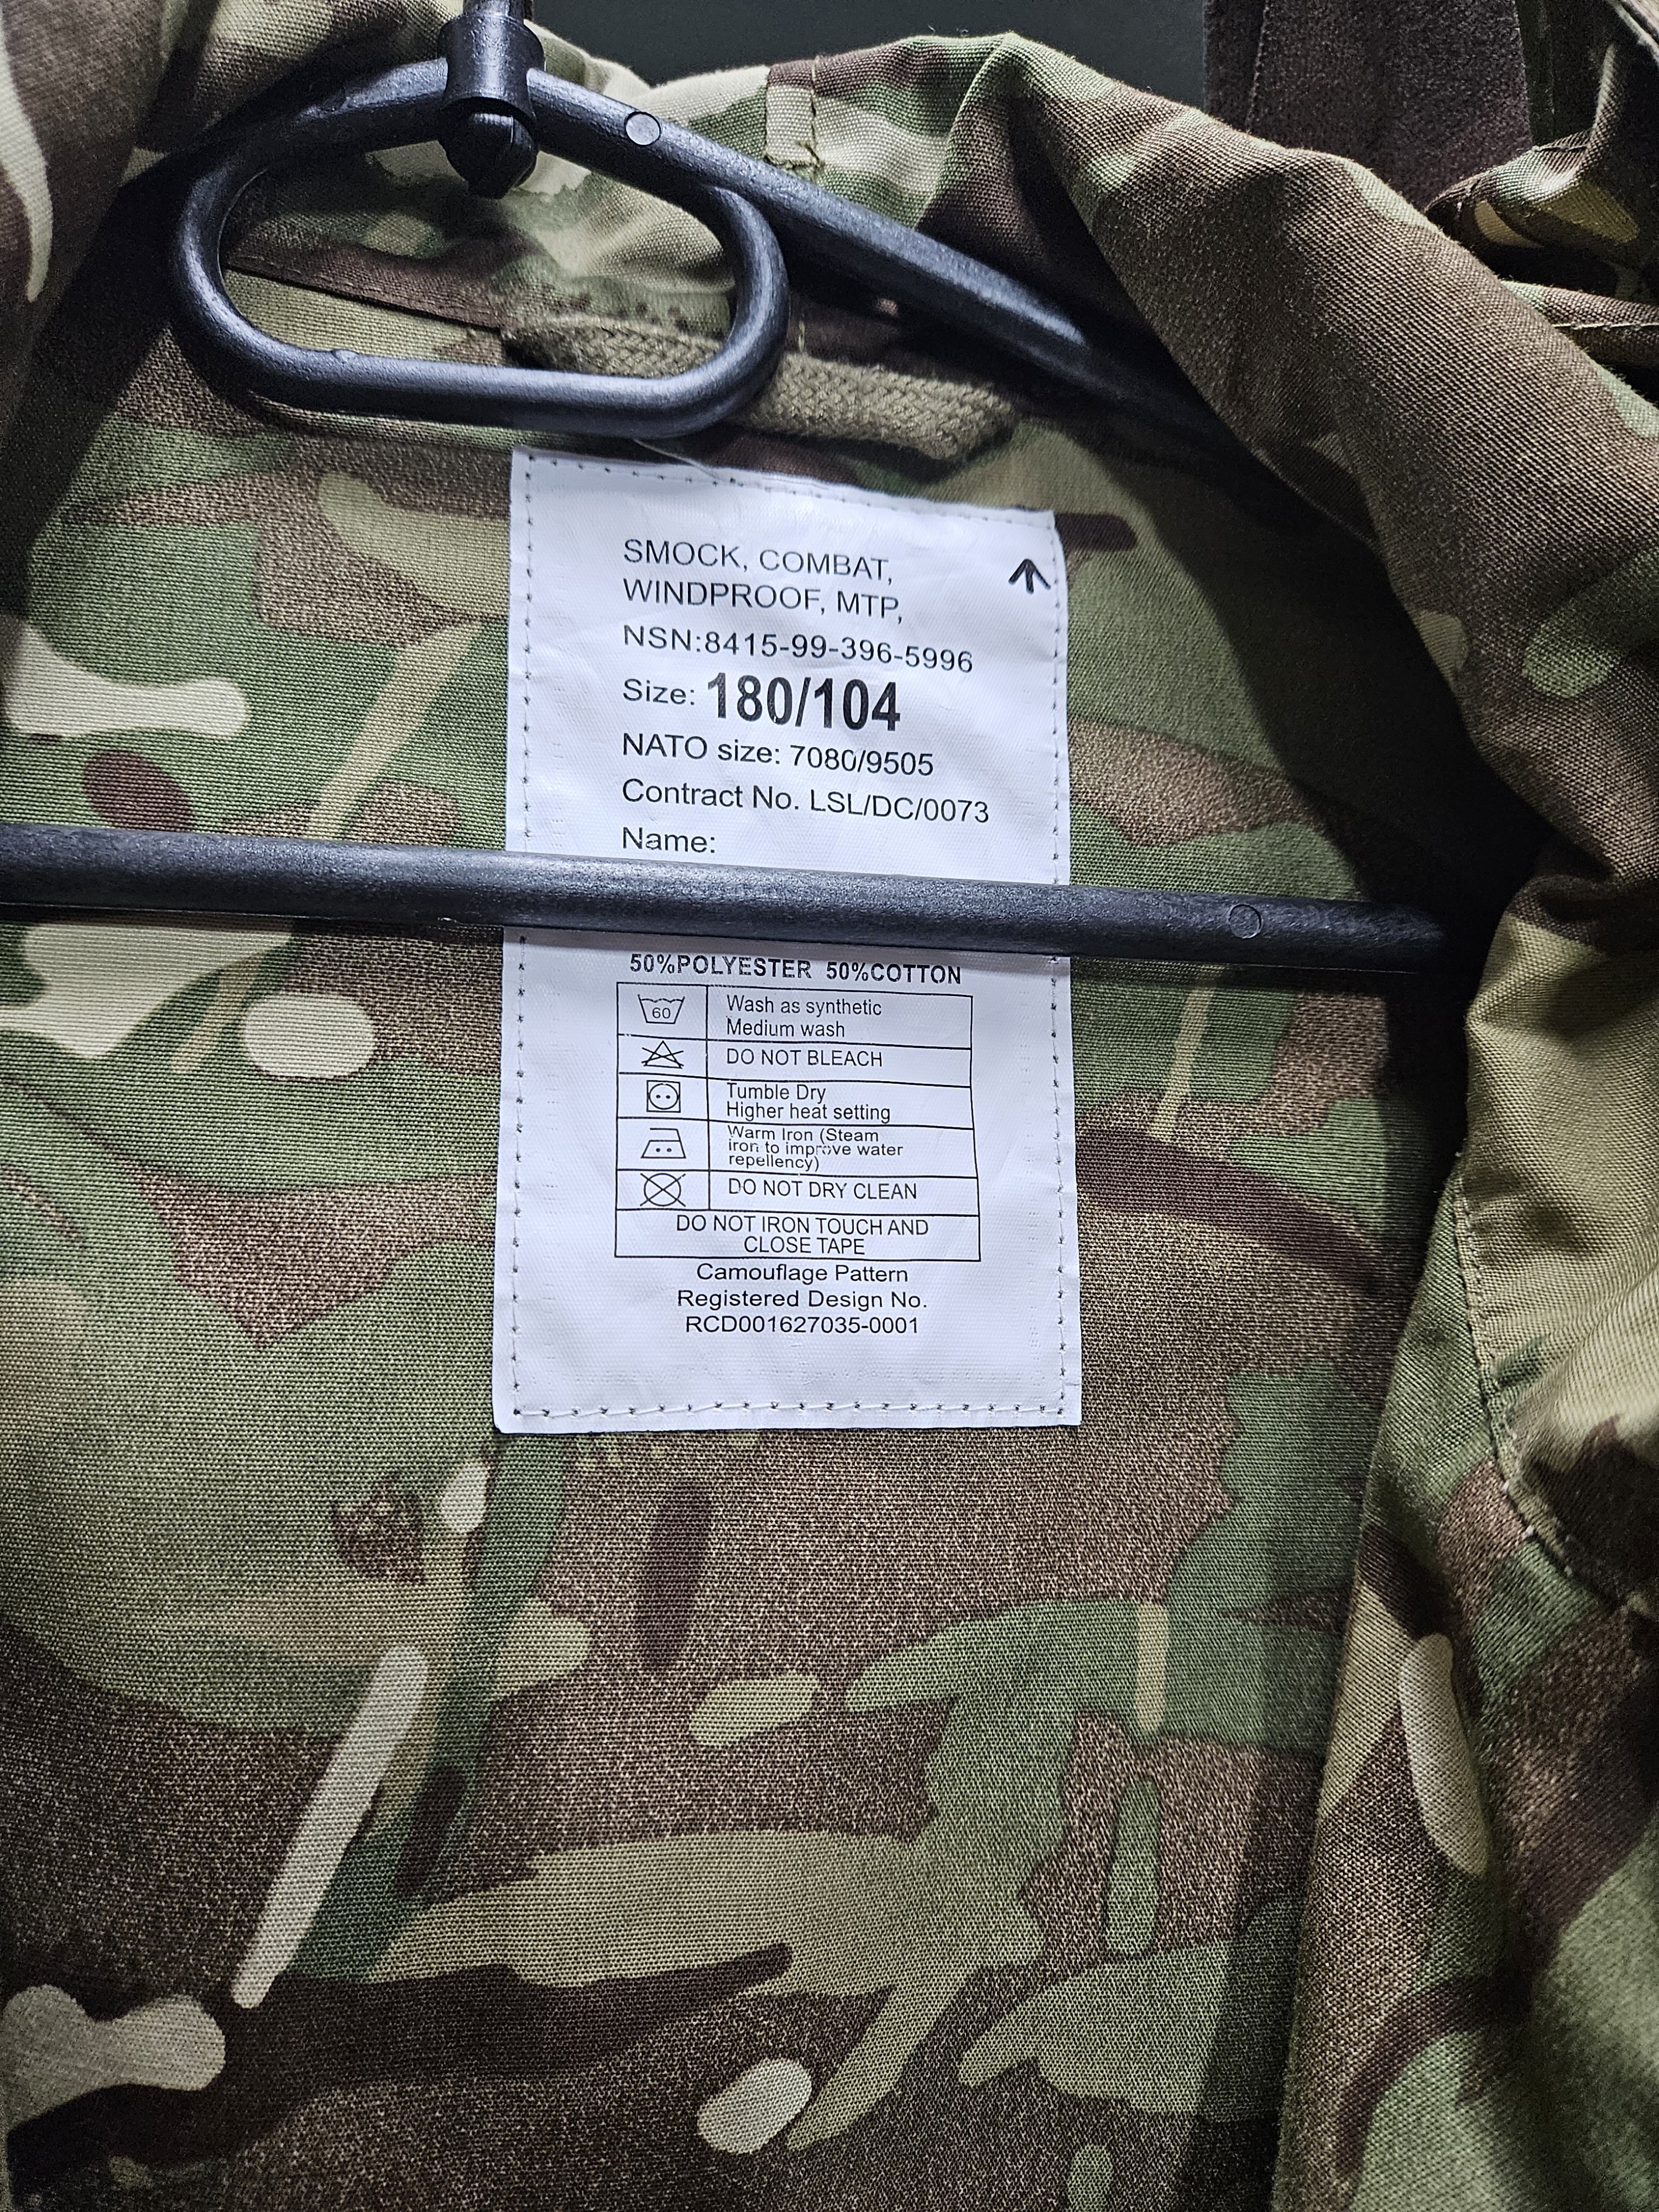 SMOCK, COMBAT,
WINDPROOF, MTP,
NSN:8415-99-396-5996
Size: 180/104
NATO size: 7080/9505
Contract No. LSL/DC/0073
Name:
50%POLYESTER 50%COTTON
60
Wash as synthetic
Medium wash
DO NOT BLEACH
Tumble Dry
Higher heat setting
Warm Iron (Steam
iron to improve water
repellency)
DO NOT DRY CLEAN
DO NOT IRON TOUCH AND
CLOSE TAPE
Camouflage Pattern
Registered Design No.
RCD001627035-0001